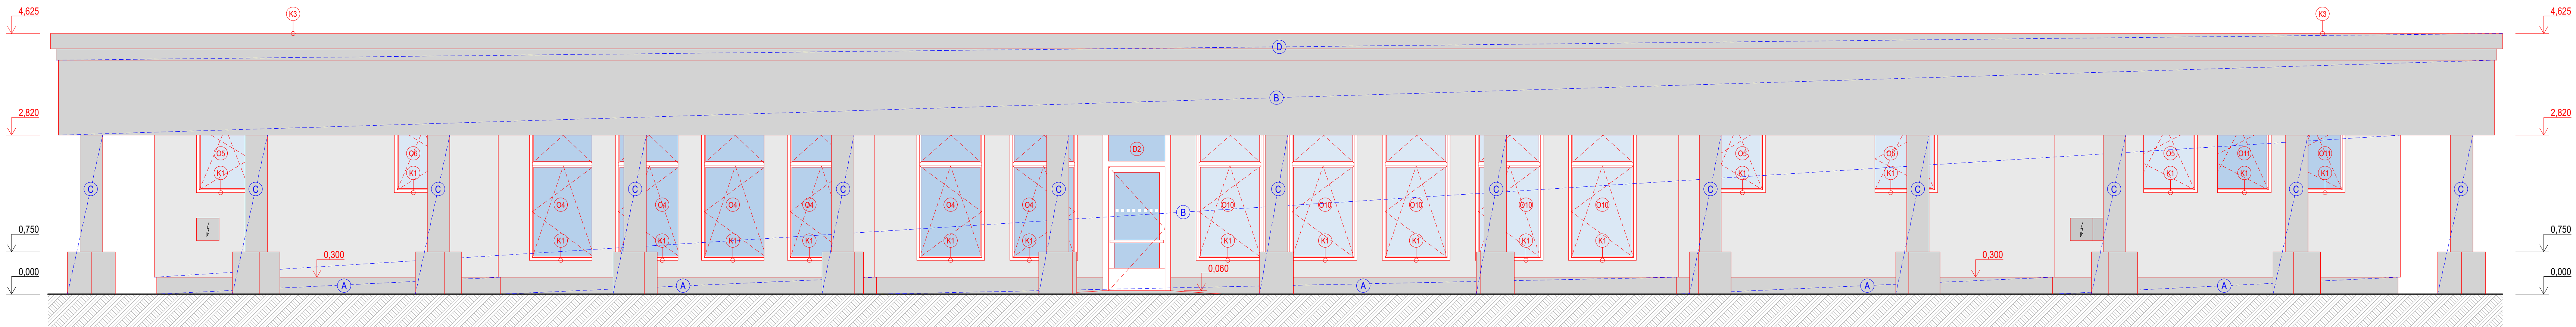 K3 K3
4,625 4,625
D
B
2,820 2,820
D2
O5 O6 O5 O5 O5 O11 O11
K1 K1 K1 K1 K1 K1 K1
C C C C C C C C C C C C C
O4 O4 O4 O4 O4 O4 O10 O10 O10 O10 O10
B
0,750 0,750
K1 K1 K1 K1 K1 K1 K1 K1 K1 K1 K1
0,300 0,300
0,060
0,000 0,000
A A A A A